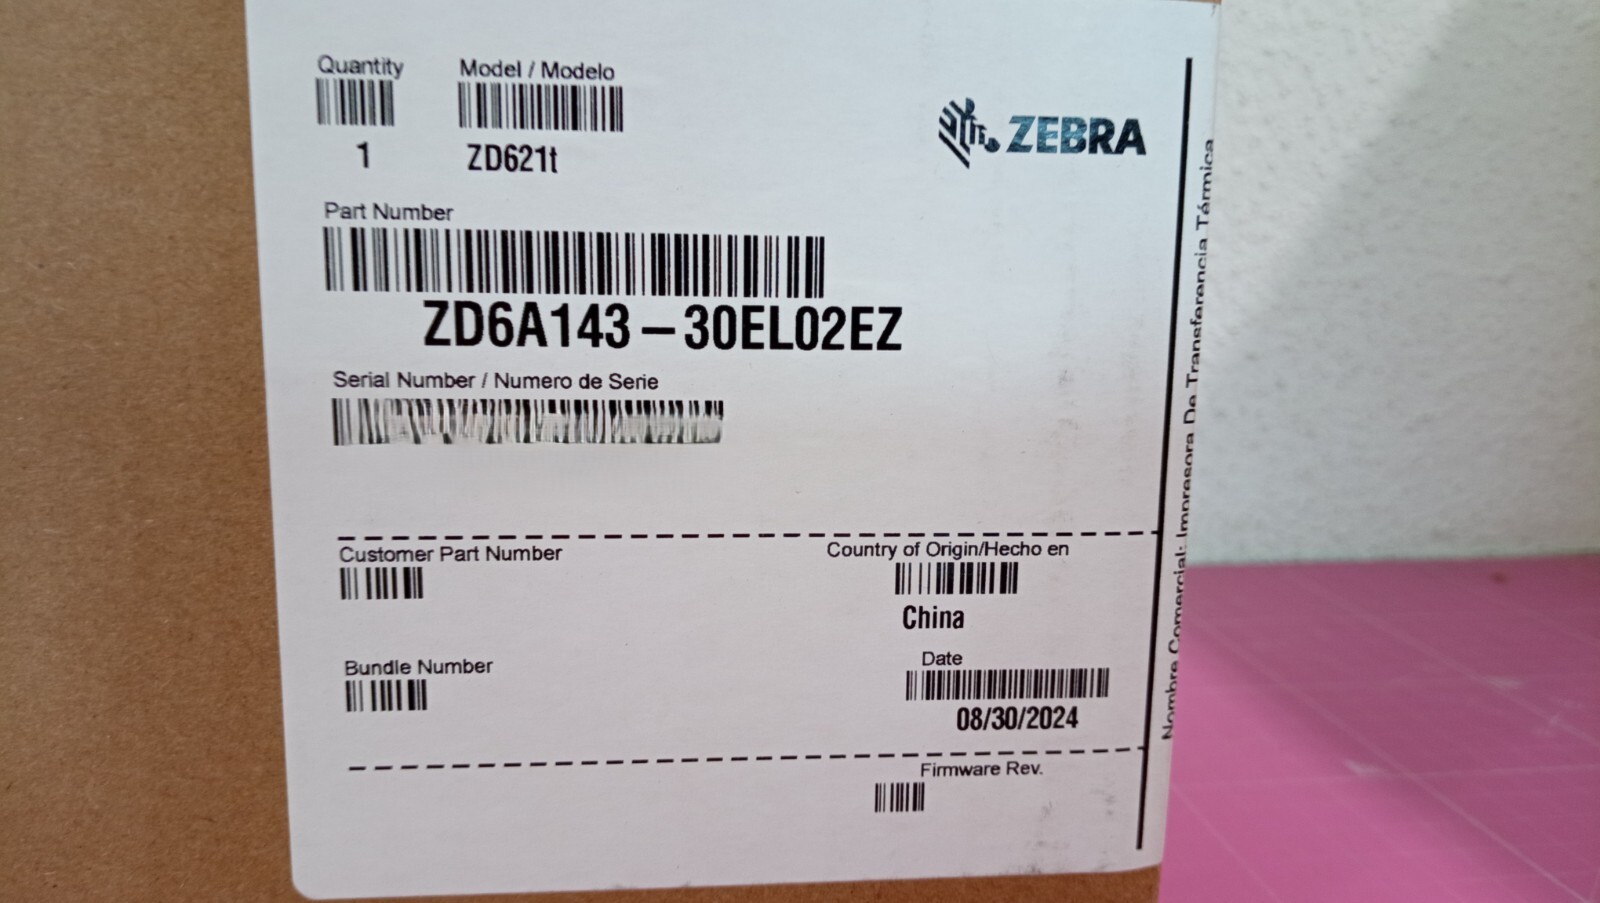 Quantity
Model / Modelo
1
ZD621t
ZEBRA
Part Number
ZD6A143-30EL02EZ
Serial Number / Numero de Serie
Customer Part Number
Country of Origin/Hecho en
China
Bundle Number
Date
08/30/2024
Firmware Rev.
Nombre Comercial: Impresora De Transferencia Térmica